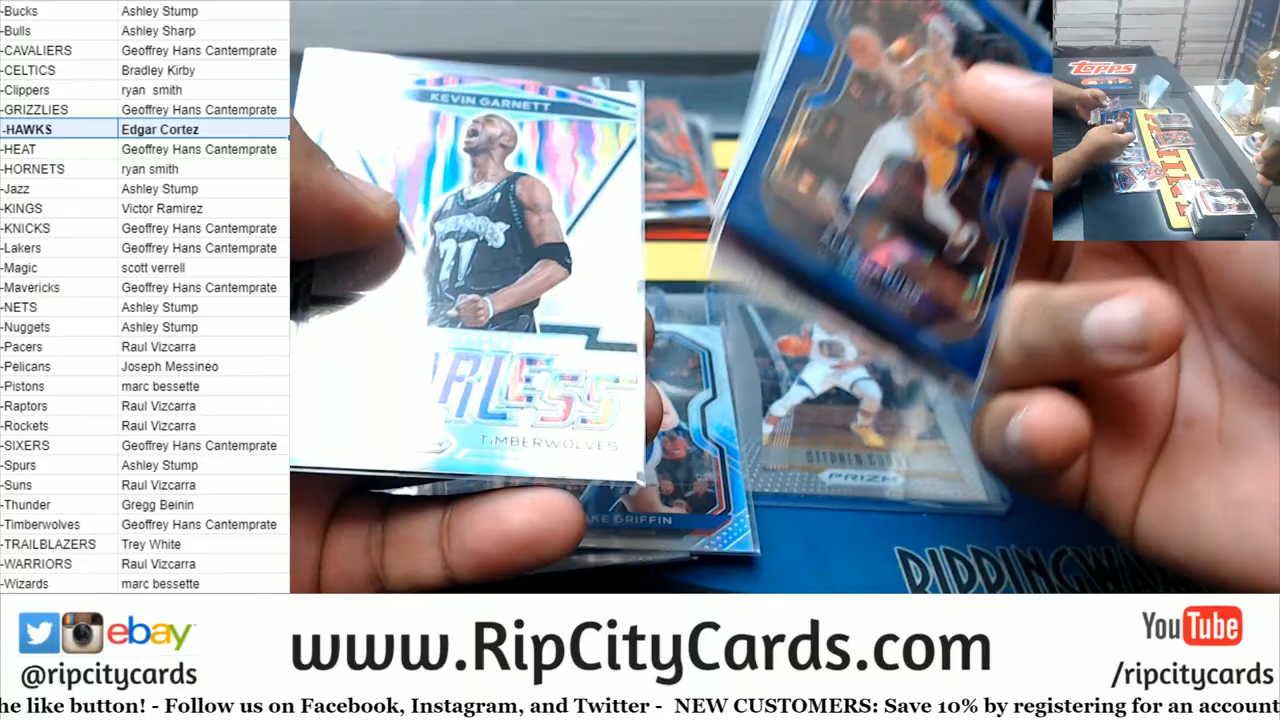 -Bucks Ashley Stump
-Bulls Ashley Sharp
-CAVALIERS Geoffrey Hans Cantemprate
-CELTICS Bradley Kirby
-Clippers ryan smith
-GRIZZLIES Geoffrey Hans Cantemprate
-HAWKS Edgar Cortez
-HEAT Geoffrey Hans Cantemprate
-HORNETS ryan smith
-Jazz Ashley Stump
-KINGS Victor Ramirez
-KNICKS Geoffrey Hans Cantemprate
-Lakers Geoffrey Hans Cantemprate
-Magic scott verrell
-Mavericks Geoffrey Hans Cantemprate
-NETS Ashley Stump
-Nuggets Ashley Stump
-Pacers Raul Vizcarra
-Pelicans Joseph Messineo
-Pistons marc bessette
-Raptors Raul Vizcarra
-Rockets Raul Vizcarra
-SIXERS Geoffrey Hans Cantemprate
-Spurs Ashley Stump
-Suns Raul Vizcarra
-Thunder Gregg Beinin
-Timberwolves Geoffrey Hans Cantemprate
-TRAILBLAZERS Trey White
-WARRIORS Raul Vizcarra
-Wizards marc bessette
KEVIN GARNETT
21
RLESS
TIMBERWOLVES
KE GRIFFIN
STEPHEN
PRIZM
Topps
RIPPINGWA
ebay
@ripcitycards
www.RipCityCards.com
YouTube
/ripcitycards
he like button! - Follow us on Facebook, Instagram, and Twitter - NEW CUSTOMERS: Save 10% by registering for an account